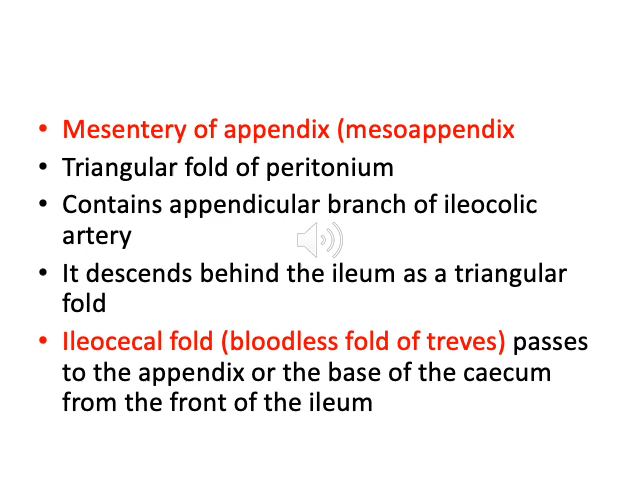 • Mesentery of appendix (mesoappendix
• Triangular fold of peritonium
• Contains appendicular branch of ileocolic
artery
• It descends behind the ileum as a triangular
fold
• Ileocecal fold (bloodless fold of treves) passes
to the appendix or the base of the caecum
from the front of the ileum